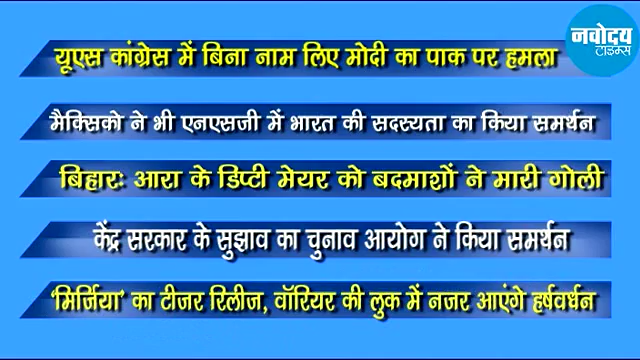 नवोदय
टाइम्स
यूएस कांग्रेस में बिना नाम लिए मोदी का पाक पर हमला
मैक्सिको ने भी एनएसजी में भारत की सदस्यता का किया समर्थन
बिहारः आरा के डिप्टी मेयर को बदमाशों ने मारी गोली
केंद्र सरकार के सुझाव का चुनाव आयोग ने किया समर्थन
‘मिर्जिया’ का टीजर रिलीज, वॉरियर की लुक में नजर आएंगे हर्षवर्धन